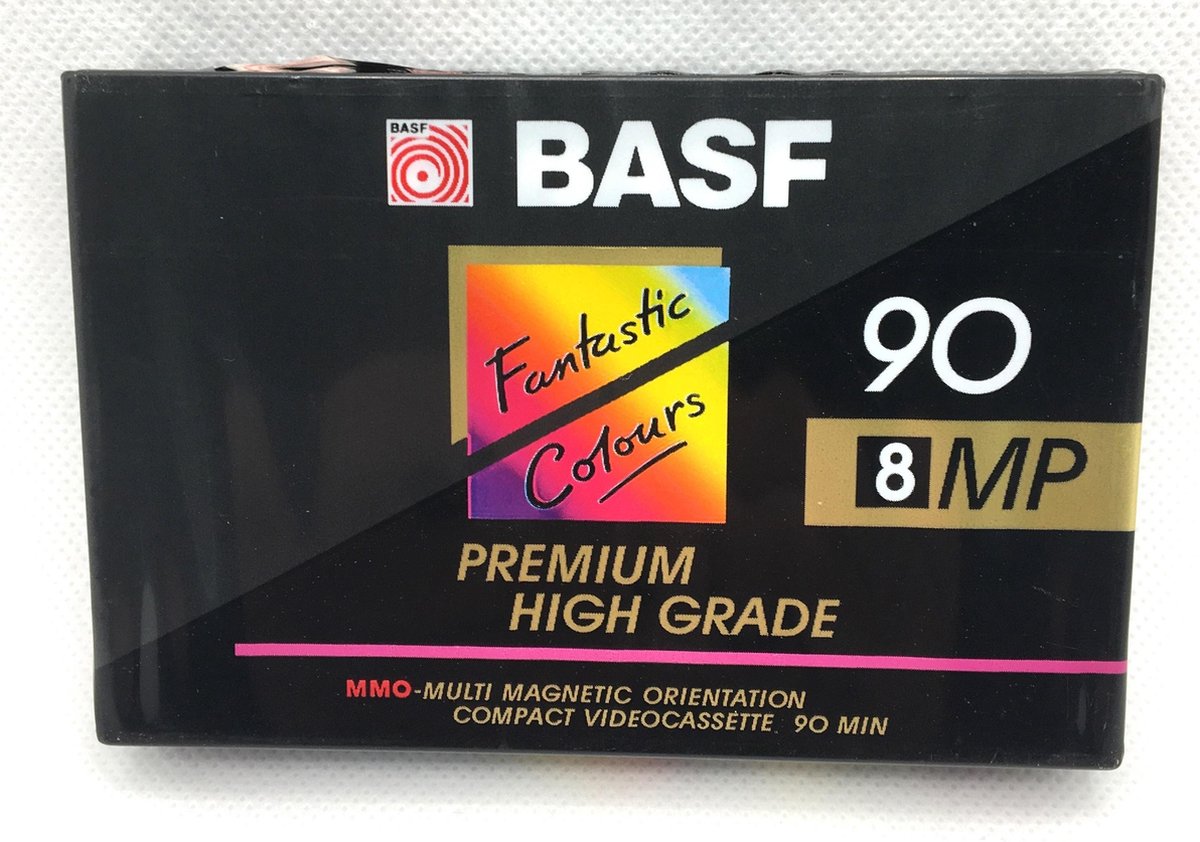 BASF
BASF
Fantastic
Colours
90
8 MP
PREMIUM
HIGH GRADE
MMO-MULTI MAGNETIC ORIENTATION
COMPACT VIDEOCASSETTE 90 MIN